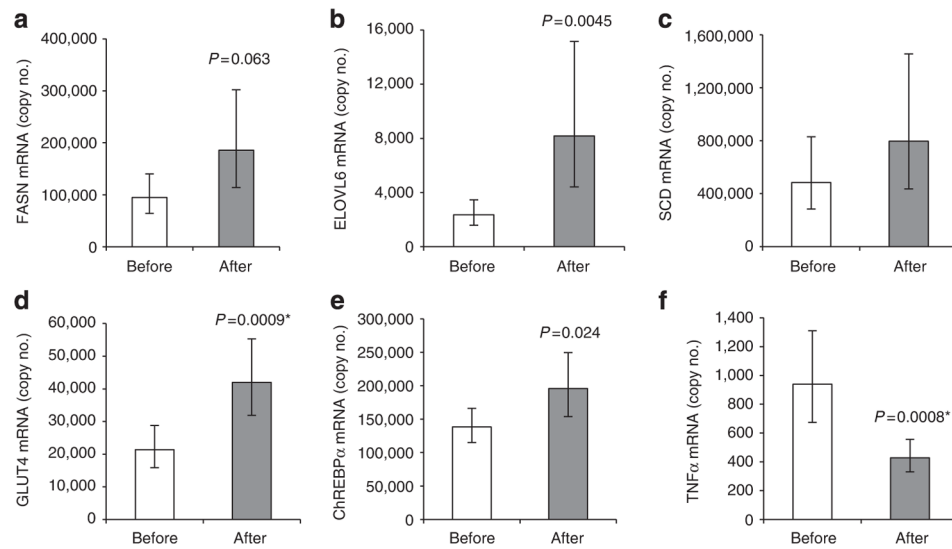 a
FASN mRNA (copy no.)
400,000
300,000
200,000
100,000
0
P=0.063
Before After
b
ELOVL6 mRNA (copy no.)
16,000
12,000
8,000
4,000
0
P=0.0045
Before After
c
SCD mRNA (copy no.)
1,600,000
1,200,000
800,000
400,000
0
Before After
d
GLUT4 mRNA (copy no.)
60,000
50,000
40,000
30,000
20,000
10,000
0
P=0.0009*
Before After
e
ChREBPα mRNA (copy no.)
300,000
250,000
200,000
150,000
100,000
50,000
0
P=0.024
Before After
f
TNFα mRNA (copy no.)
1,400
1,200
1,000
800
600
400
200
0
P=0.0008*
Before After